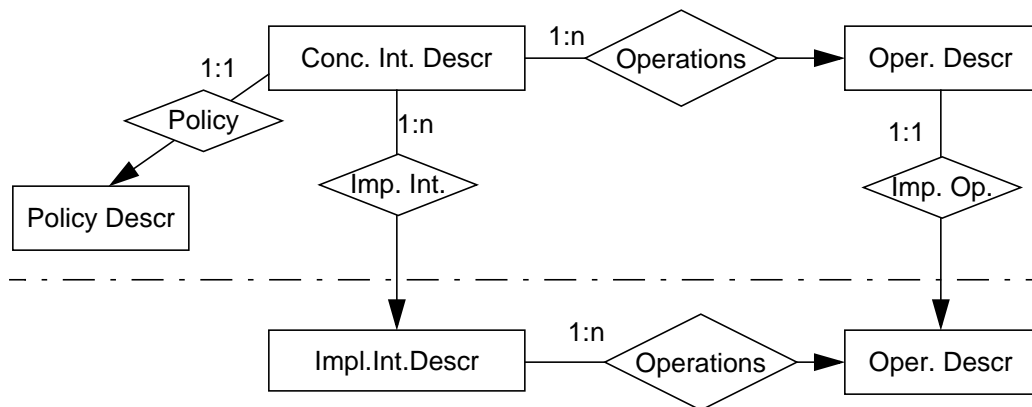 1:n
Conc. Int. Descr
Operations
Oper. Descr
1:1
Policy
1:n
1:1
Imp. Int.
Imp. Op.
Policy Descr
1:n
Impl.Int.Descr
Operations
Oper. Descr